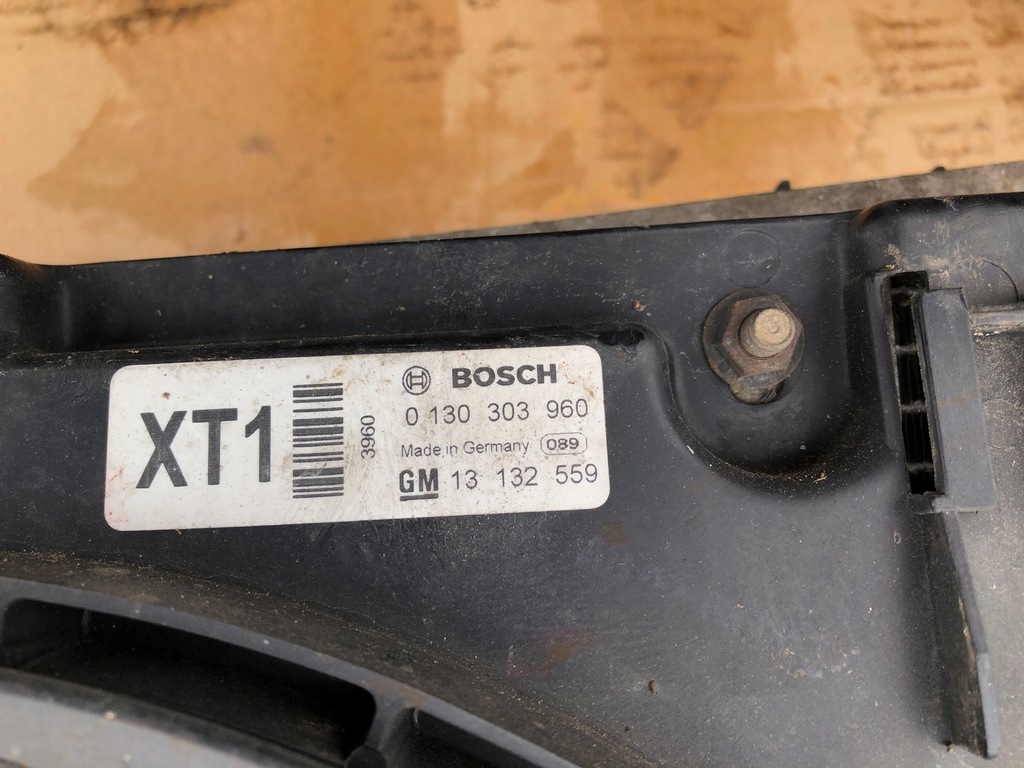 XT1
3960
BOSCH
0 130 303 960
Made in Germany 089
GM 13 132 559